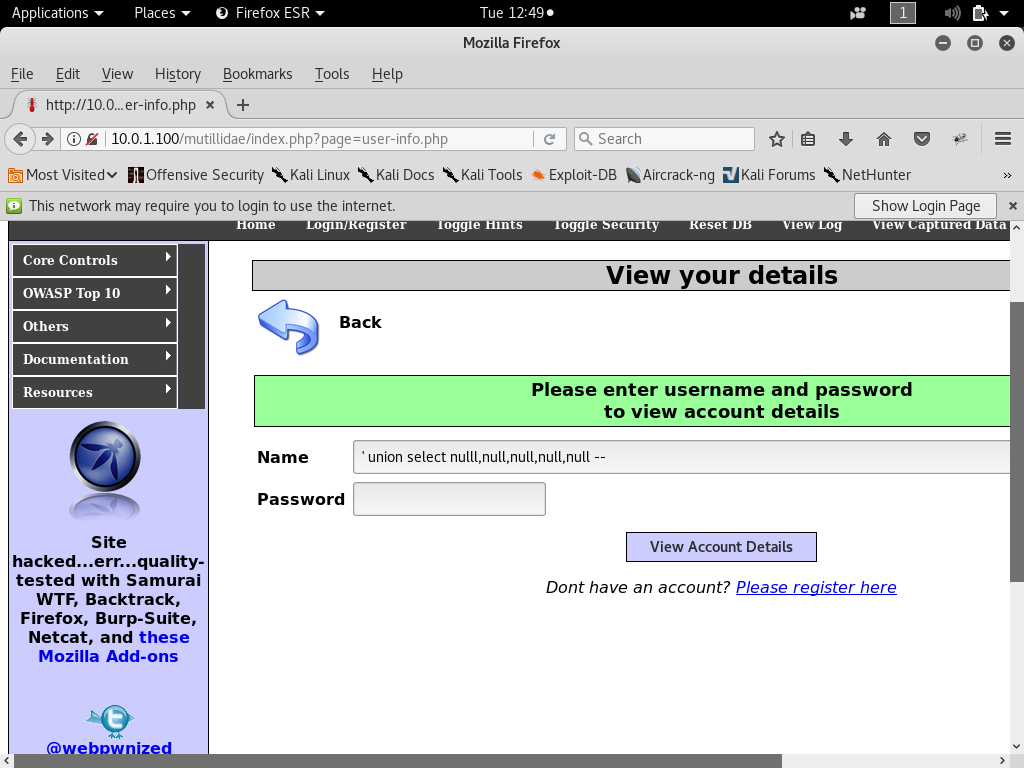 Applications Places Firefox ESR Tue 12:49 1
Mozilla Firefox
File Edit View History Bookmarks Tools Help
http://10.0...er-info.php
10.0.1.100/mutillidae/index.php?page=user-info.php Search
Most Visited Offensive Security Kali Linux Kali Docs Kali Tools Exploit-DB Aircrack-ng Kali Forums NetHunter »
This network may require you to login to use the internet. Show Login Page
Home Login/Register Toggle Hints Toggle Security Reset DB View Log View Captured Data
Core Controls
OWASP Top 10
Others
Documentation
Resources
Site
hacked...err...quality-
tested with Samurai
WTF, Backtrack,
Firefox, Burp-Suite,
Netcat, and these
Mozilla Add-ons
@webpwnized
View your details
Back
Please enter username and password
to view account details
Name ' union select nulll,null,null,null,null --
Password
View Account Details
Dont have an account? Please register here